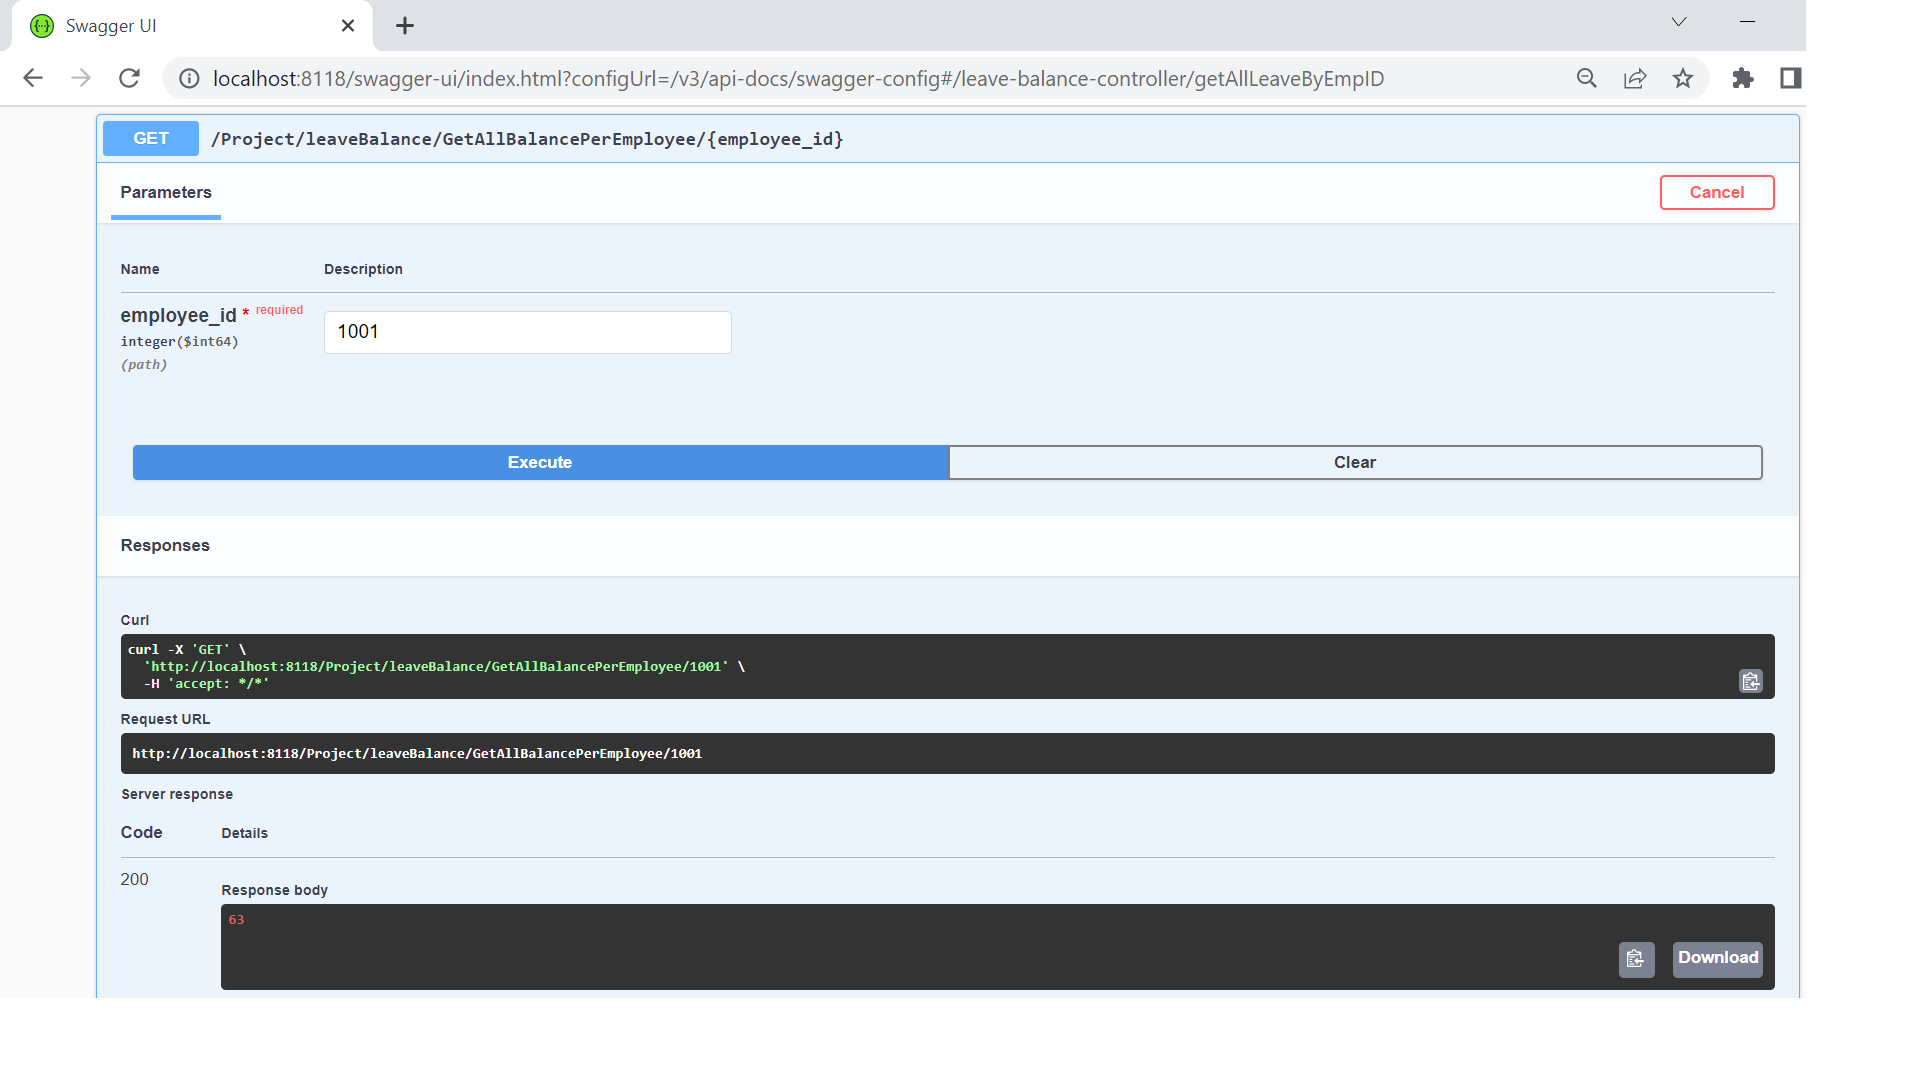 Swagger UI
localhost:8118/swagger-ui/index.html?configUrl=/v3/api-docs/swagger-config#/leave-balance-controller/getAllLeaveByEmpID
GET /Project/leaveBalance/GetAllBalancePerEmployee/{employee_id}
Parameters
Cancel
Name Description
employee_id * required
integer($int64)
(path)
1001
Execute Clear
Responses
Curl
curl -X 'GET' \
'http://localhost:8118/Project/leaveBalance/GetAllBalancePerEmployee/1001' \
-H 'accept: */*'
Request URL
http://localhost:8118/Project/leaveBalance/GetAllBalancePerEmployee/1001
Server response
Code Details
200
Response body
63
Download